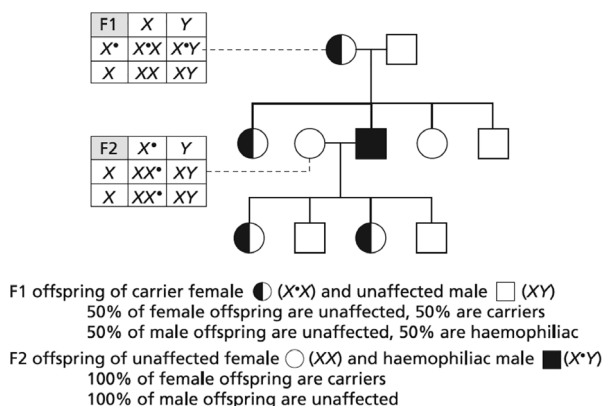 F1 X Y
X• X•X X•Y
X XX XY
F2 X• Y
X XX• XY
X XX• XY
F1 offspring of carrier female (X•X) and unaffected male (XY)
50% of female offspring are unaffected, 50% are carriers
50% of male offspring are unaffected, 50% are haemophiliac
F2 offspring of unaffected female (XX) and haemophiliac male (X•Y)
100% of female offspring are carriers
100% of male offspring are unaffected